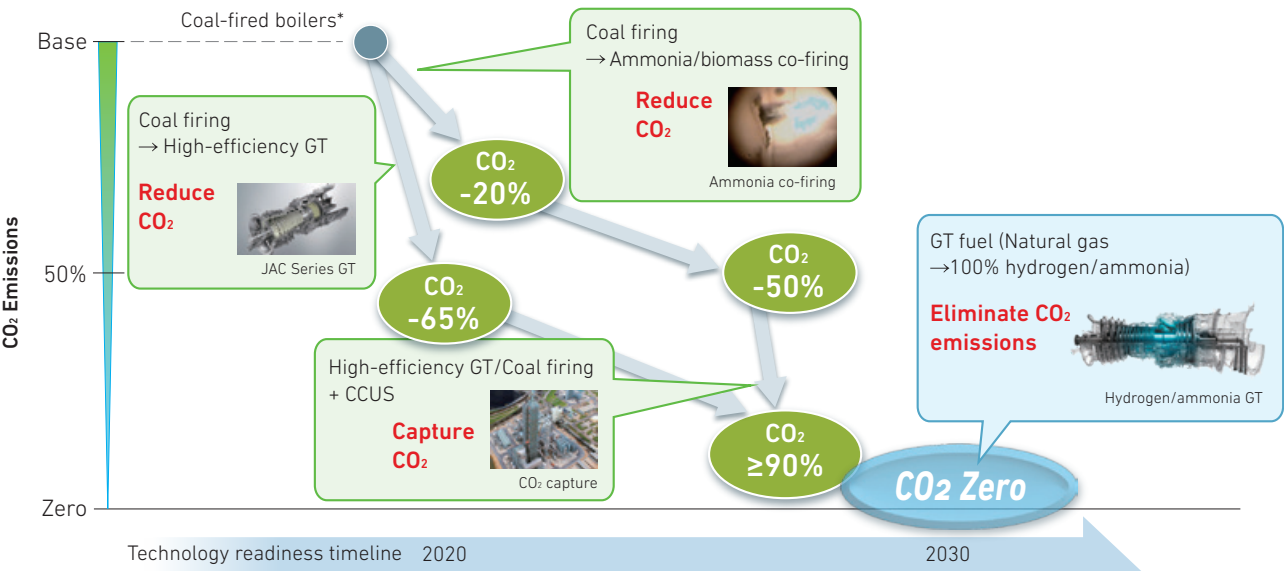 Coal-fired boilers*
Base
50%
Zero
CO₂ Emissions
Coal firing
→ Ammonia/biomass co-firing
Reduce
CO₂
Ammonia co-firing
Coal firing
→ High-efficiency GT
Reduce
CO₂
JAC Series GT
CO₂
-20%
CO₂
-65%
CO₂
-50%
High-efficiency GT/Coal firing
+ CCUS
Capture
CO₂
CO₂ capture
CO₂
≥90%
GT fuel (Natural gas
→100% hydrogen/ammonia)
Eliminate CO₂
emissions
Hydrogen/ammonia GT
CO₂ Zero
Technology readiness timeline 2020 2030